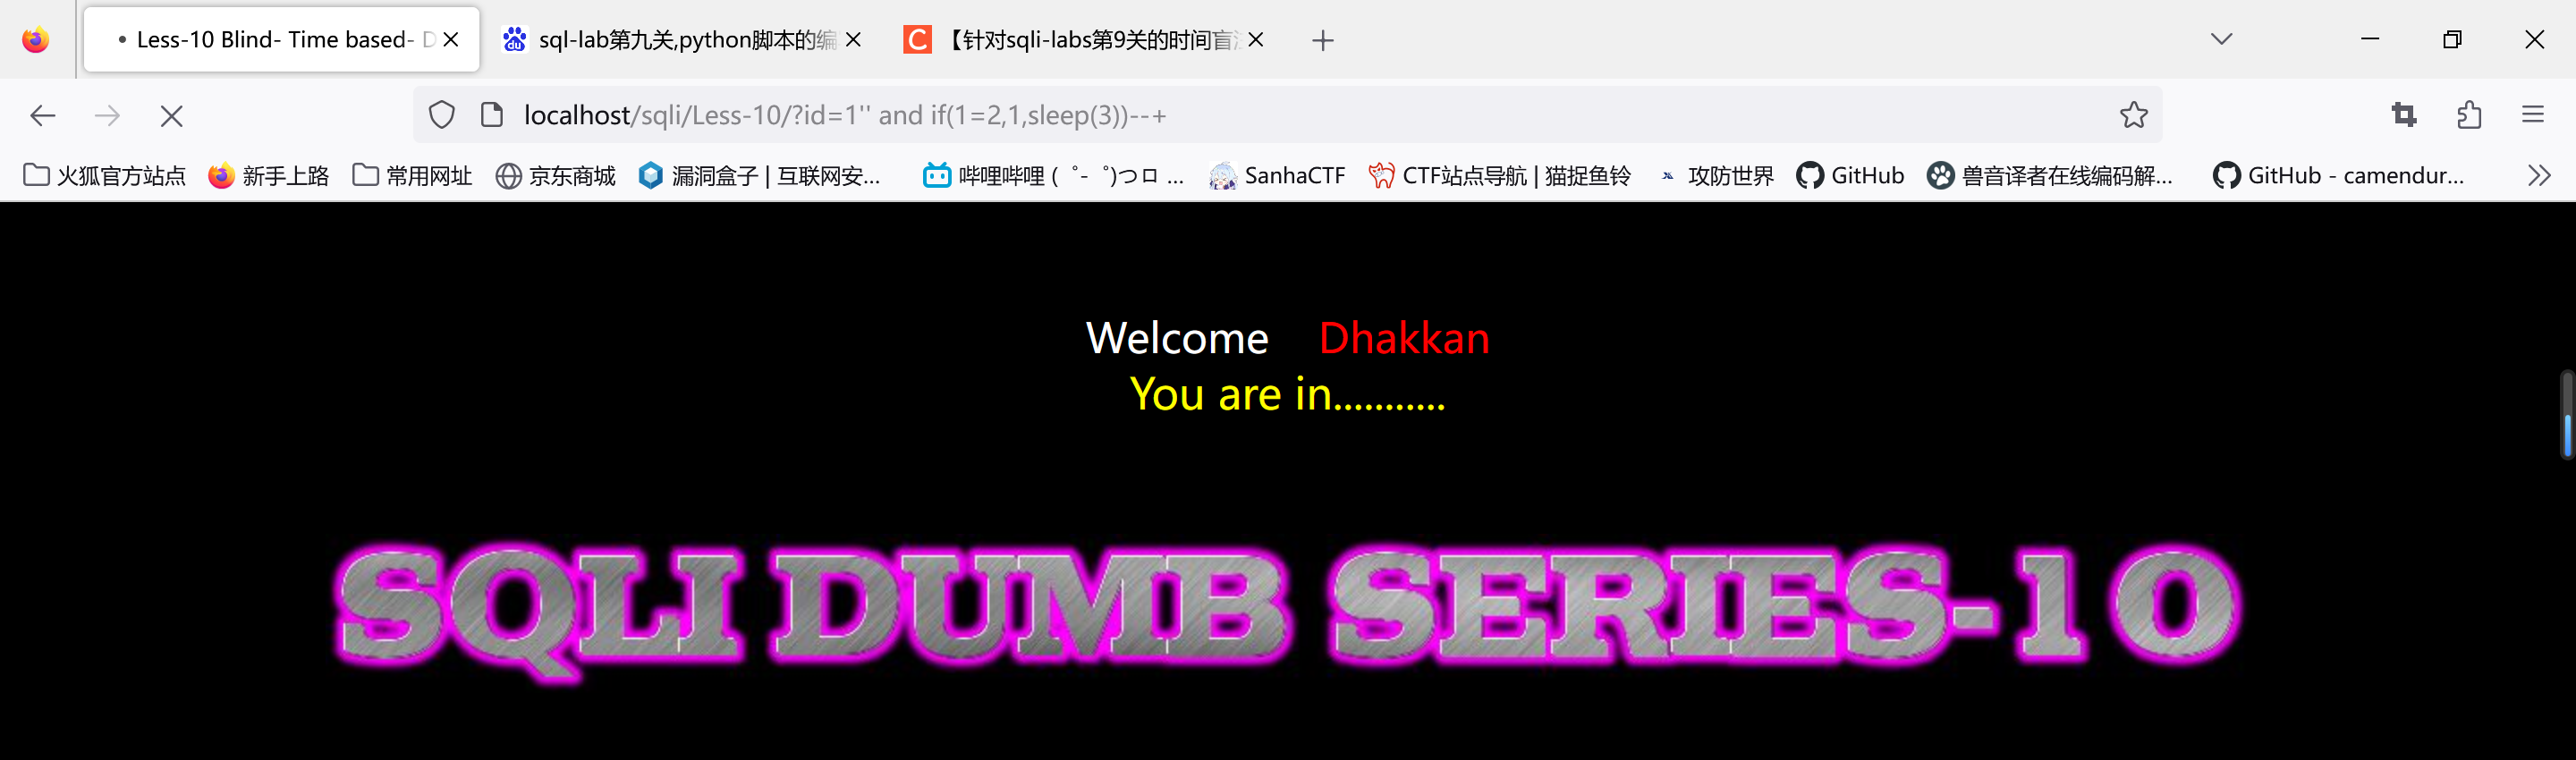 Less-10 Blind- Time based- D
sql-lab第九关,python脚本的编
【针对sqli-labs第9关的时间盲注
localhost/sqli/Less-10/?id=1'' and if(1=2,1,sleep(3))--+
火狐官方站点 新手上路 常用网址 京东商城 漏洞盒子 | 互联网安... 哔哩哔哩 ( ゜- ゜)つロ ... SanhaCTF CTF站点导航 | 猫捉鱼铃 攻防世界 GitHub 兽音译者在线编码解... GitHub - camendur...
Welcome Dhakkan
You are in...........
SQLI DUMB SERIES-10